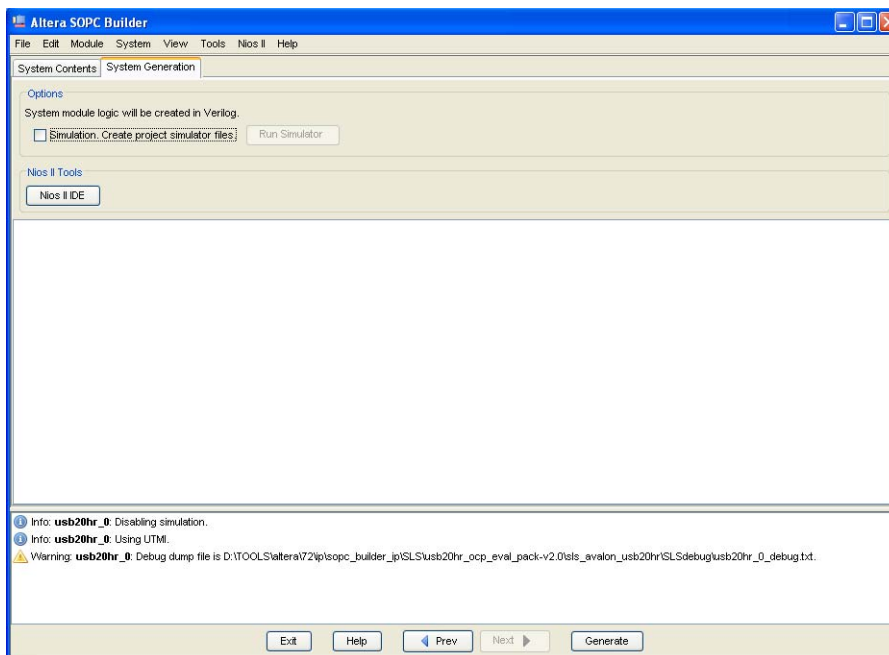 Altera SOPC Builder
File Edit Module System View Tools Nios II Help
System Contents System Generation
Options
System module logic will be created in Verilog.
Simulation. Create project simulator files. Run Simulator
Nios II Tools
Nios II IDE
Info: usb20hr_0: Disabling simulation.
Info: usb20hr_0: Using UTMI.
Warning: usb20hr_0: Debug dump file is D:\TOOLS\altera\72\ip\sopc_builder_ip\SLS\usb20hr_ocp_eval_pack-v2.0\sls_avalon_usb20hr\SLSdebug\usb20hr_0_debug.txt.
Exit Help Prev Next Generate